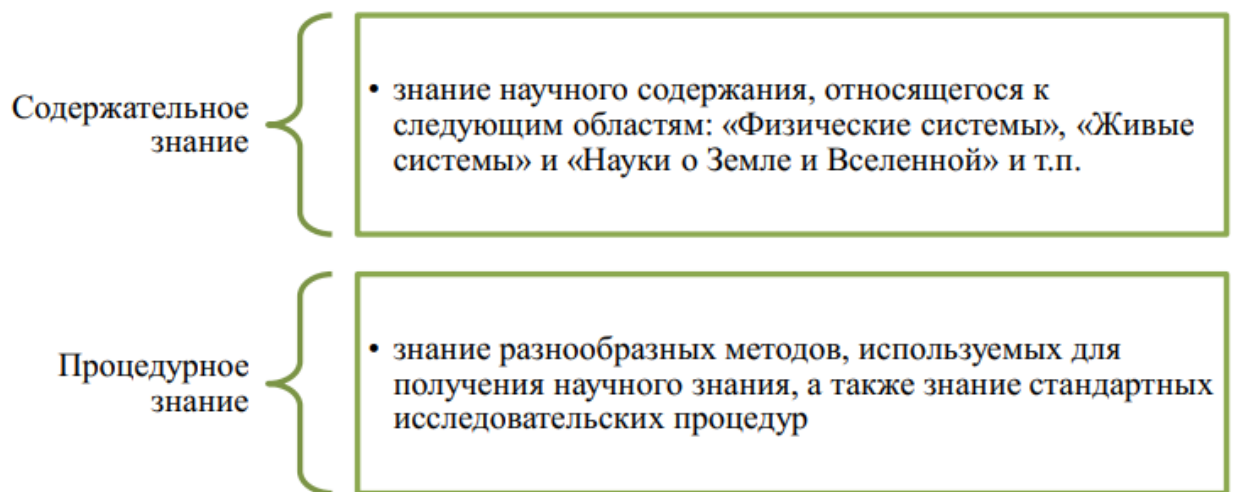 Содержательное
знание
• знание научного содержания, относящегося к
следующим областям: «Физические системы», «Живые
системы» и «Науки о Земле и Вселенной» и т.п.
Процедурное
знание
• знание разнообразных методов, используемых для
получения научного знания, а также знание стандартных
исследовательских процедур